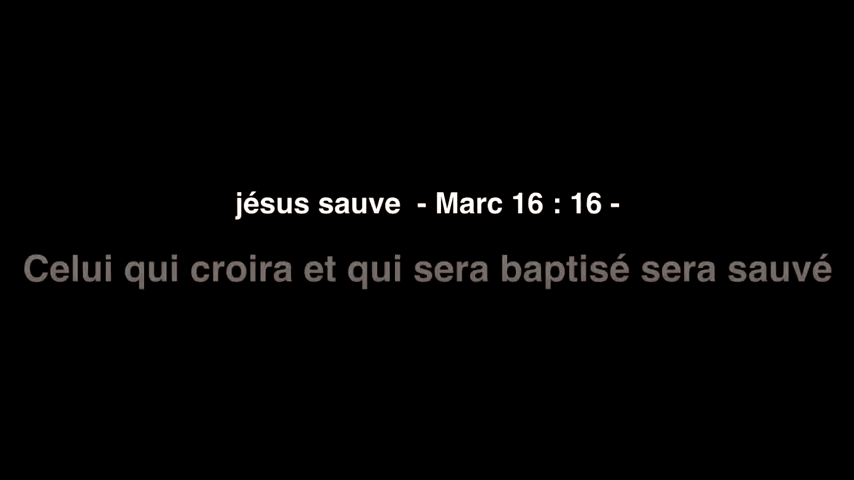 jésus sauve  - Marc 16 : 16 -
Celui qui croira et qui sera baptisé sera sauvé